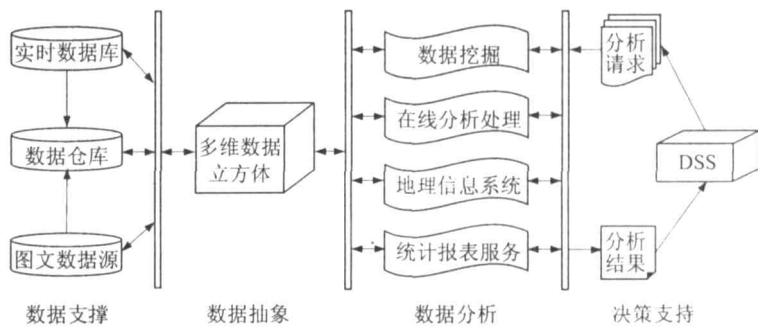 实时数据库
数据仓库
图文数据源
数据支撑
多维数据
立方体
数据抽象
数据挖掘
在线分析处理
地理信息系统
统计报表服务
数据分析
分析
请求
DSS
分析
结果
决策支持